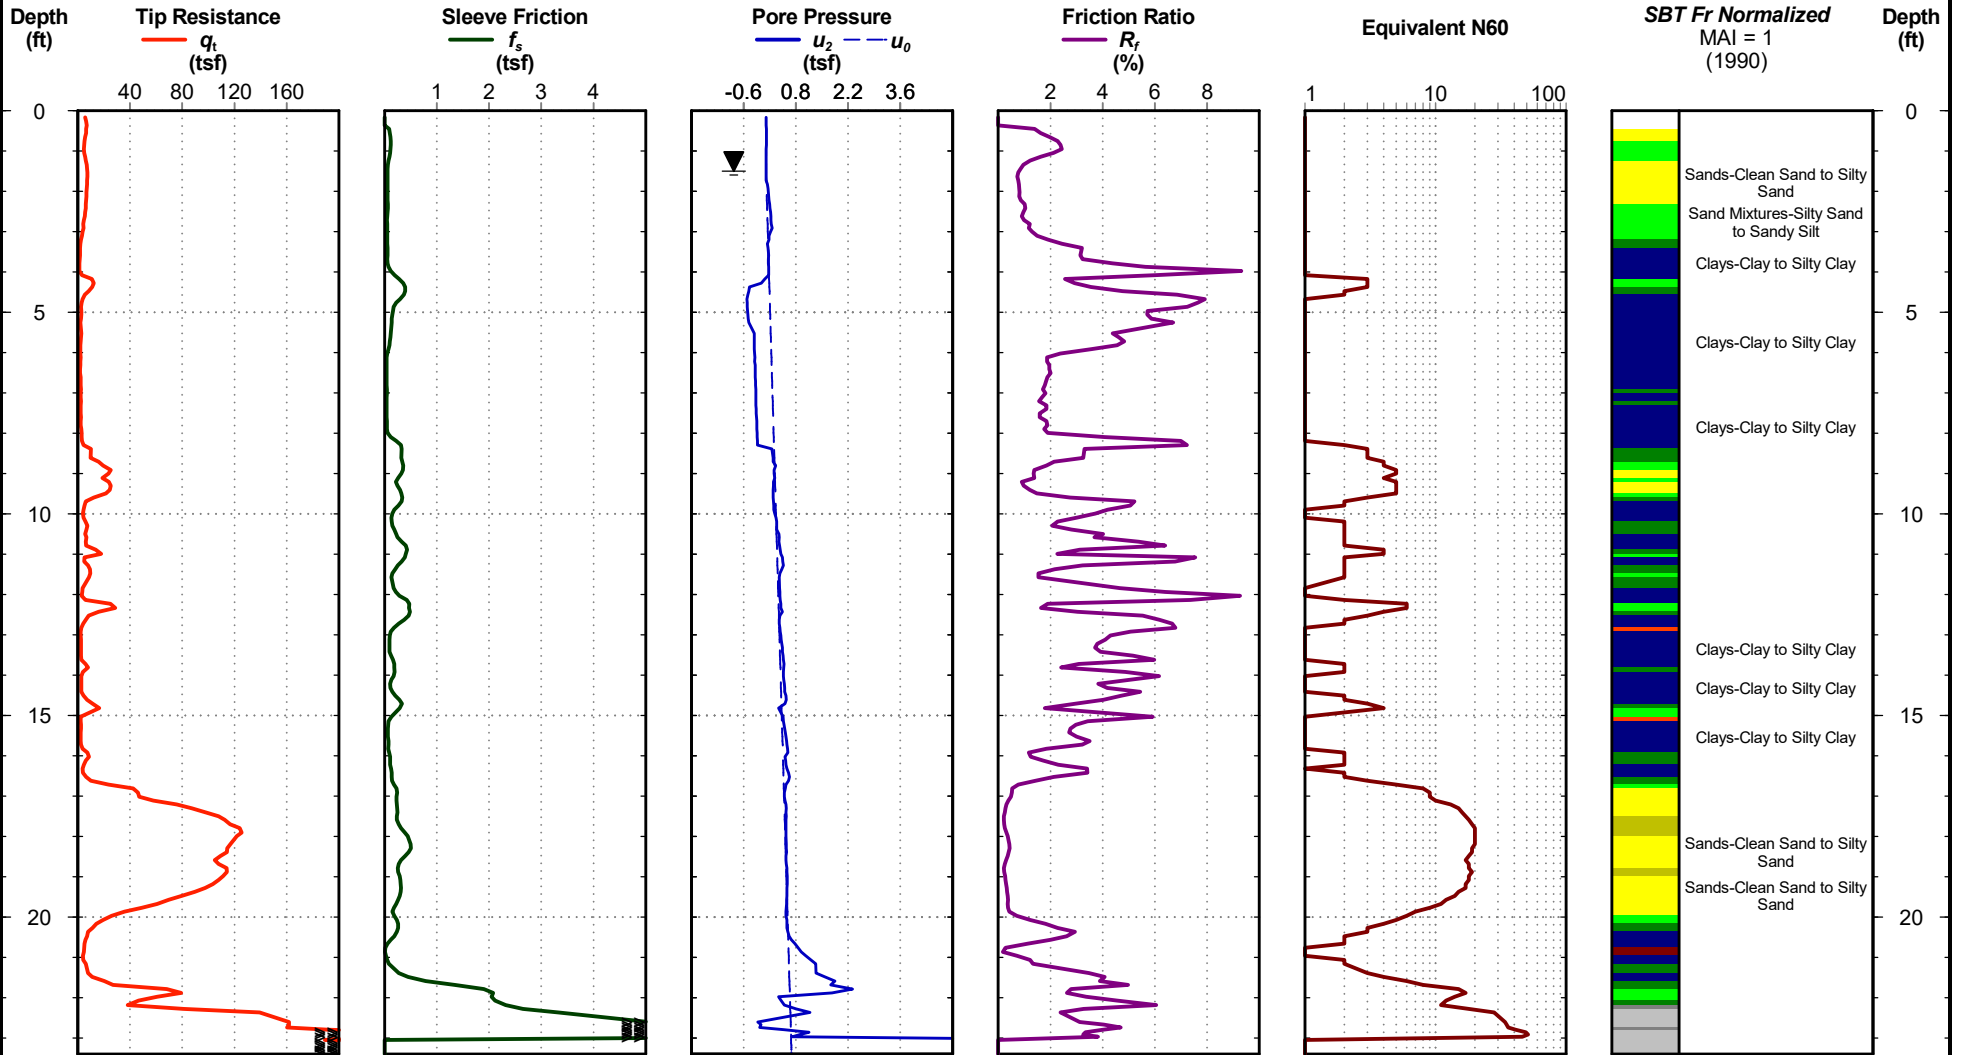 Depth
(ft)
Tip Resistance
qt
(tsf)
Sleeve Friction
fs
(tsf)
Pore Pressure
u2 u0
(tsf)
Friction Ratio
Rf
(%)
Equivalent N60
SBT Fr Normalized
MAI = 1
(1990)
Depth
(ft)
40 80 120 160
1 2 3 4
-0.6 0.8 2.2 3.6
2 4 6 8
1 10 100
0
5
10
15
20
Sands-Clean Sand to Silty
Sand
Sand Mixtures-Silty Sand
to Sandy Silt
Clays-Clay to Silty Clay
Clays-Clay to Silty Clay
Clays-Clay to Silty Clay
Clays-Clay to Silty Clay
Clays-Clay to Silty Clay
Clays-Clay to Silty Clay
Sands-Clean Sand to Silty
Sand
Sands-Clean Sand to Silty
Sand
0
5
10
15
20